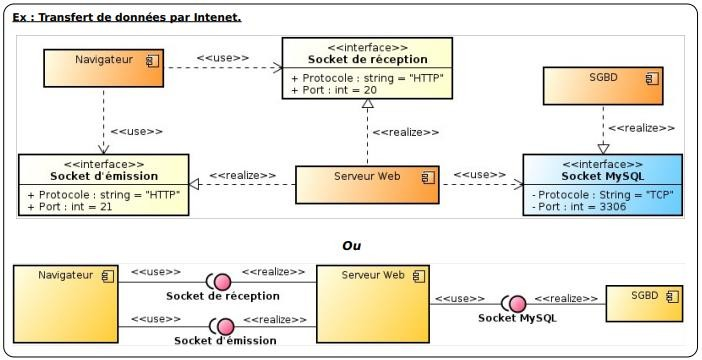 Ex : Transfert de données par Intenet.
<<interface>>
Socket de réception
+ Protocole : string = "HTTP"
+ Port : int = 20
Navigateur
<<use>>
SGBD
<<use>>
<<realize>>
<<realize>>
<<interface>>
Socket d'émission
+ Protocole : string = "HTTP"
+ Port : int = 21
<<realize>>
Serveur Web
<<use>>
<<interface>>
Socket MySQL
- Protocole : String = "TCP"
- Port : int = 3306
Ou
Navigateur
<<use>>
<<realize>>
Socket de réception
<<use>>
<<realize>>
Socket d'émission
Serveur Web
<<use>>
<<realize>>
Socket MySQL
SGBD